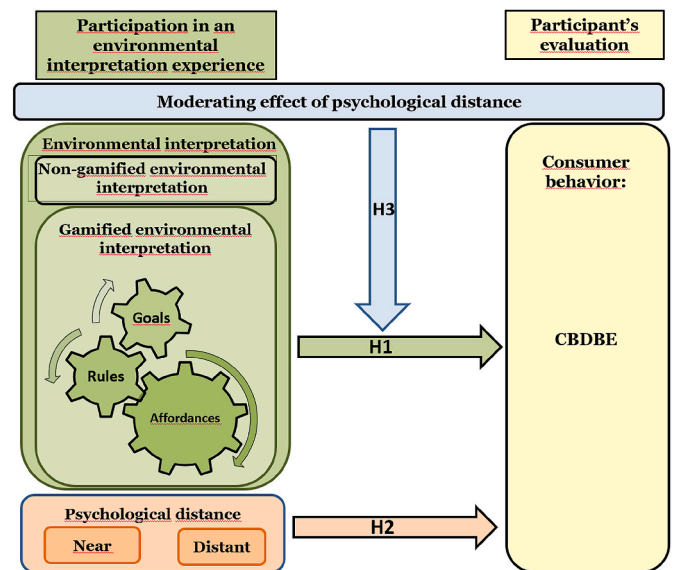 Participation in an
environmental
interpretation experience
Participant’s
evaluation
Moderating effect of psychological distance
Environmental interpretation
Non-gamified environmental
interpretation
Gamified environmental
interpretation
Goals
Rules
Affordances
H3
H1
Consumer
behavior:
CBDBE
Psychological distance
Near
Distant
H2